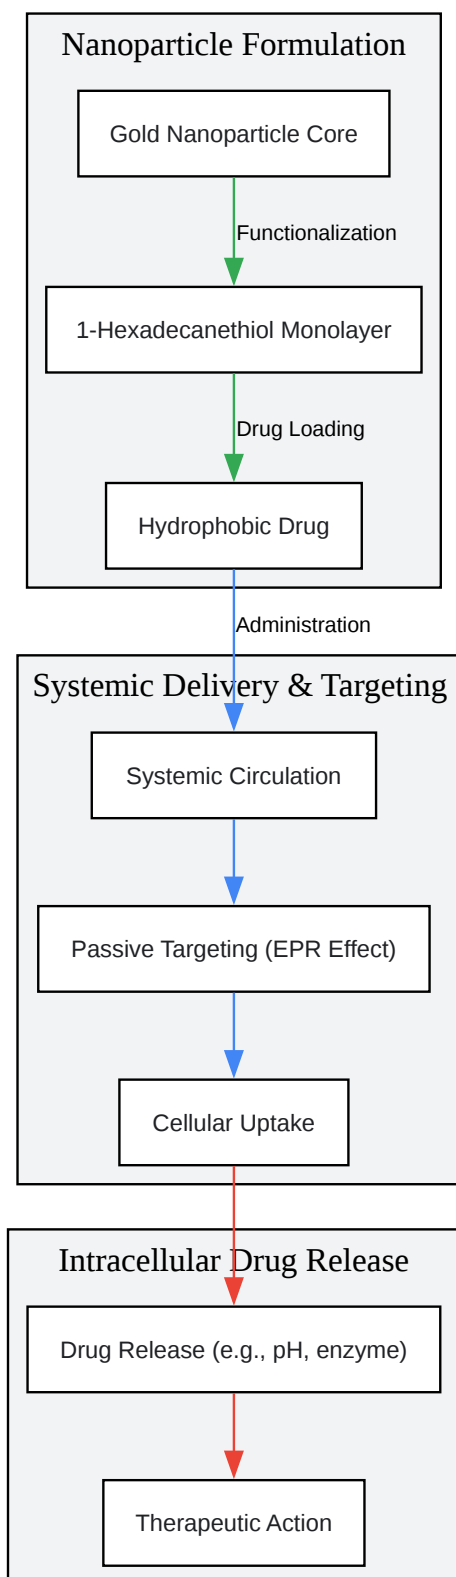 Nanoparticle Formulation
Gold Nanoparticle Core
Functionalization
1-Hexadecanethiol Monolayer
Drug Loading
Hydrophobic Drug
Administration
Systemic Delivery & Targeting
Systemic Circulation
Passive Targeting (EPR Effect)
Cellular Uptake
Intracellular Drug Release
Drug Release (e.g., pH, enzyme)
Therapeutic Action